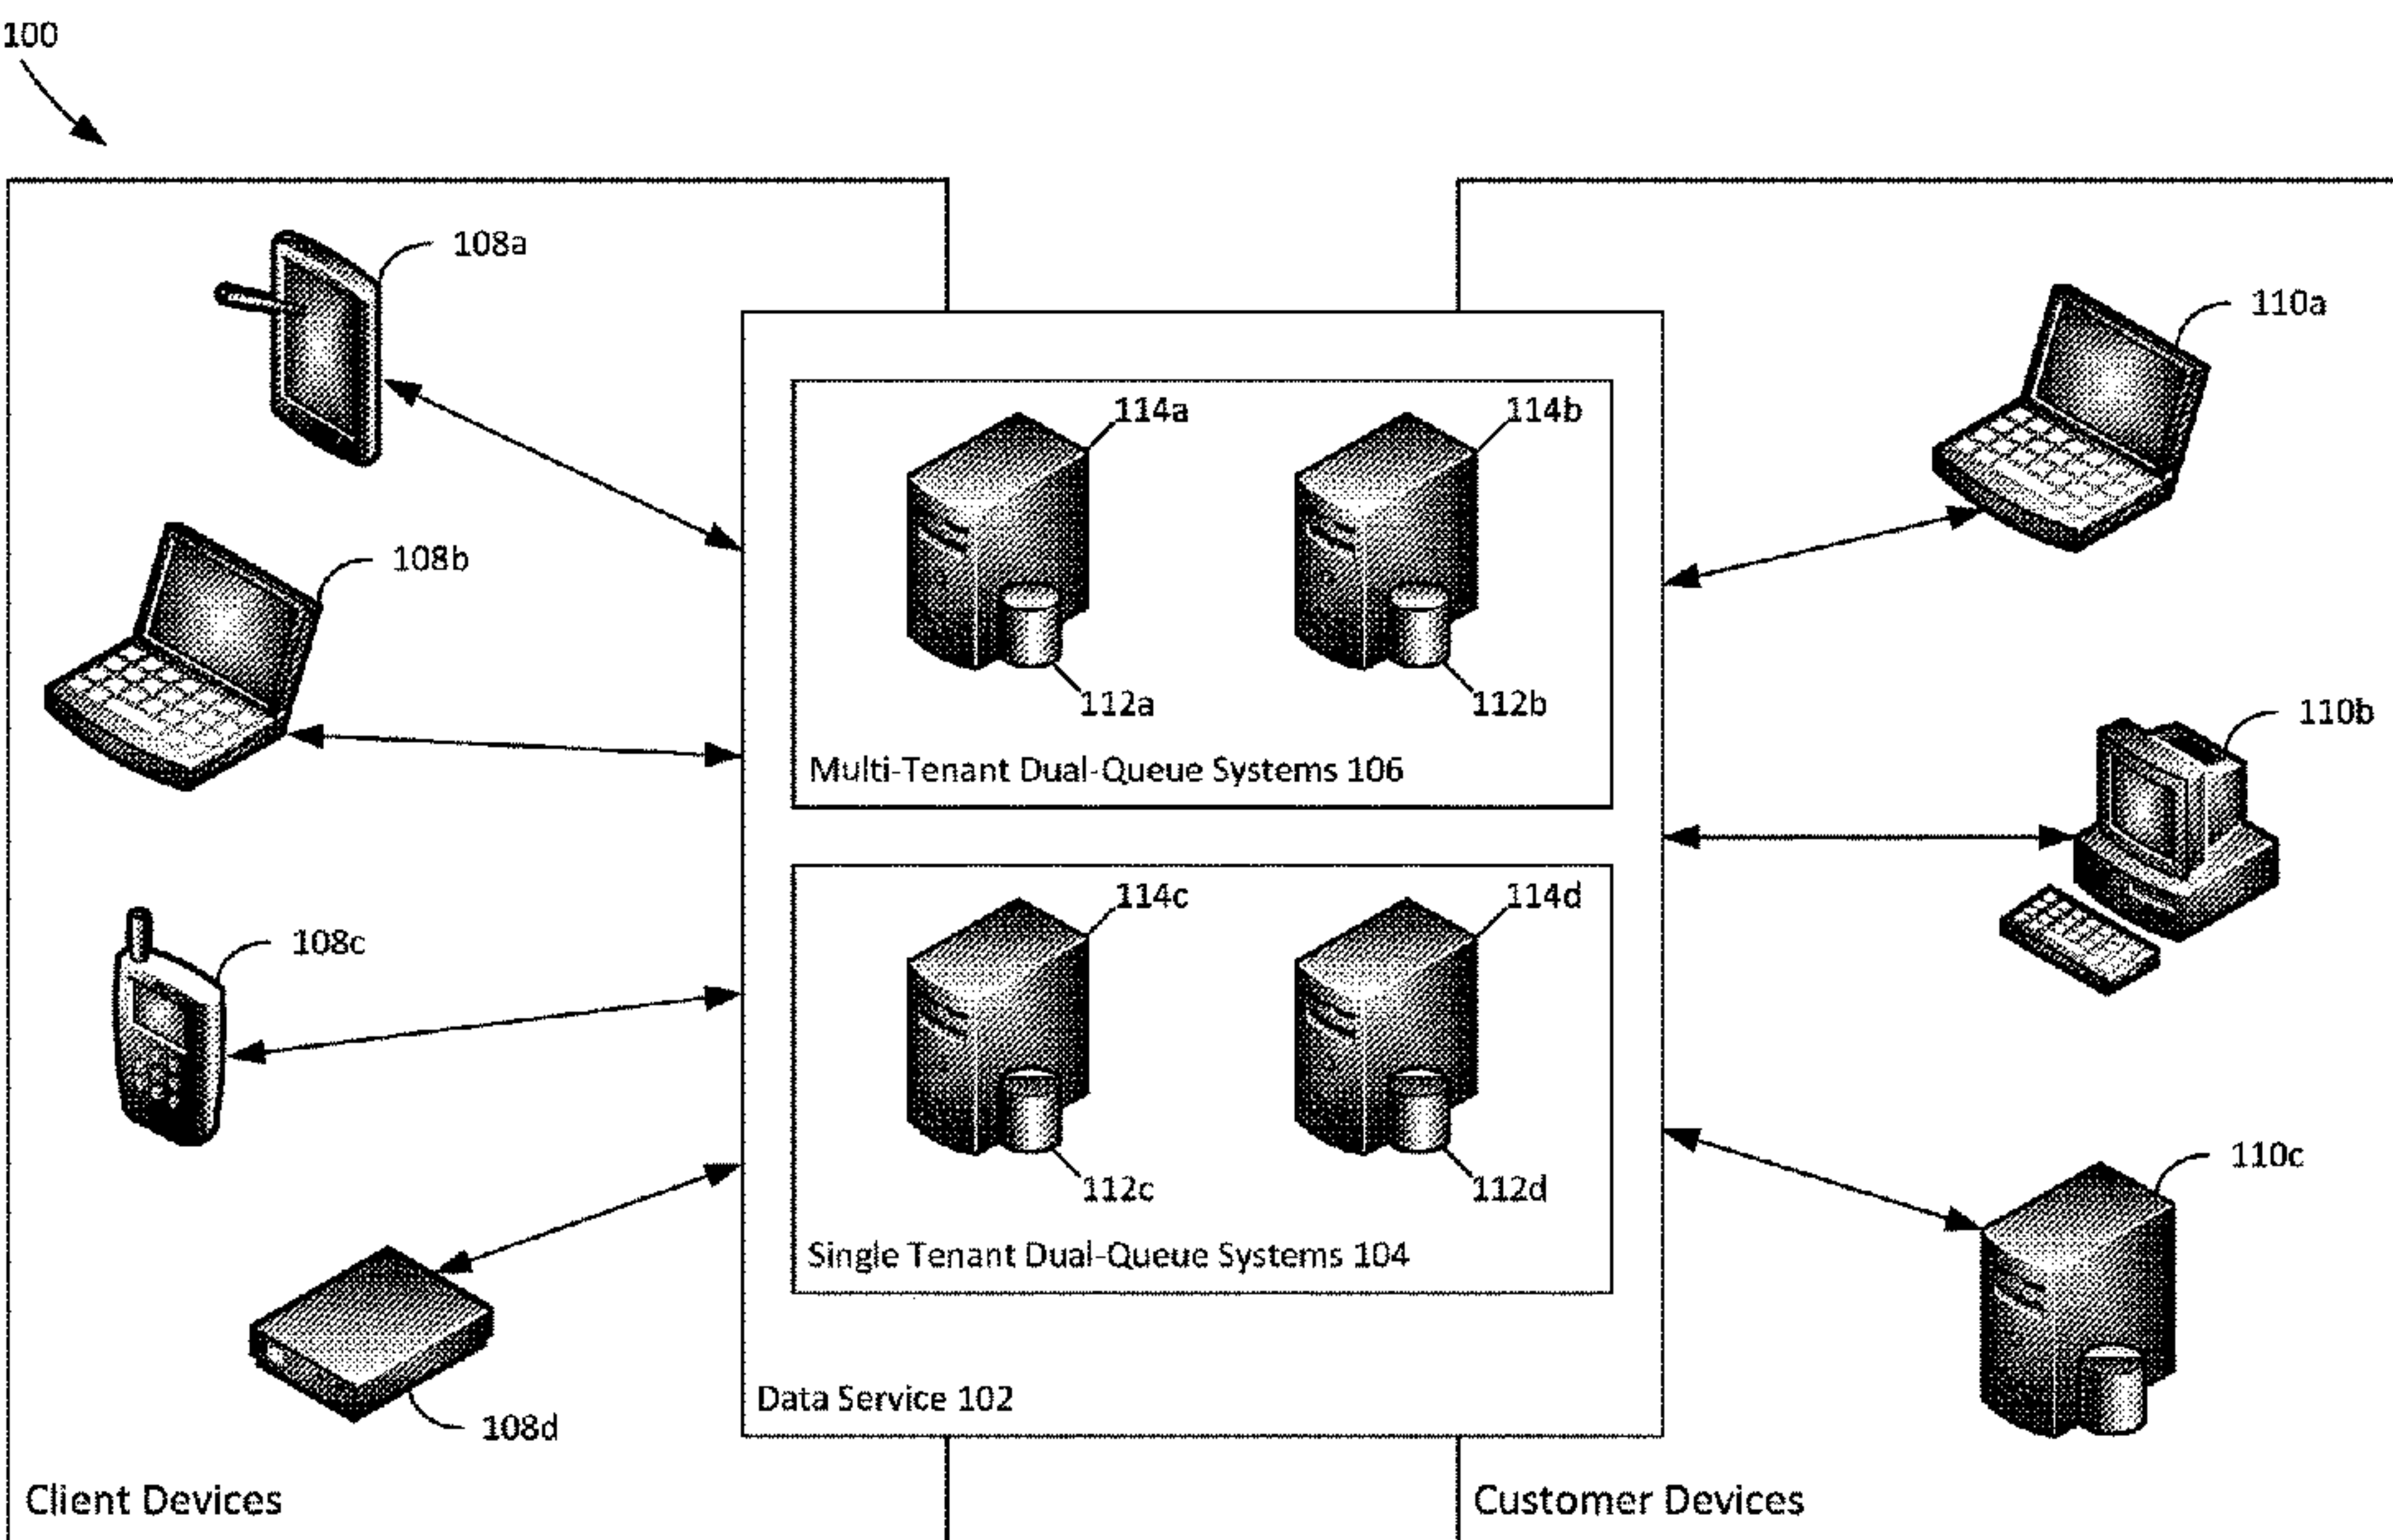 100
108a
110a
114a
114b
108b
112a
112b
110b
Multi-Tenant Dual-Queue Systems 106
114c
114d
108c
110c
112c
112d
Single Tenant Dual-Queue Systems 104
Data Service 102
108d
Client Devices
Customer Devices